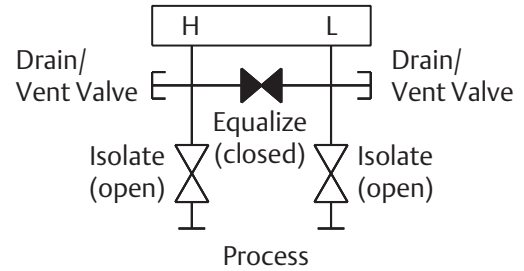 H L
Drain/
Vent Valve
Drain/
Vent Valve
Equalize
(closed)
Isolate
(open)
Isolate
(open)
Process